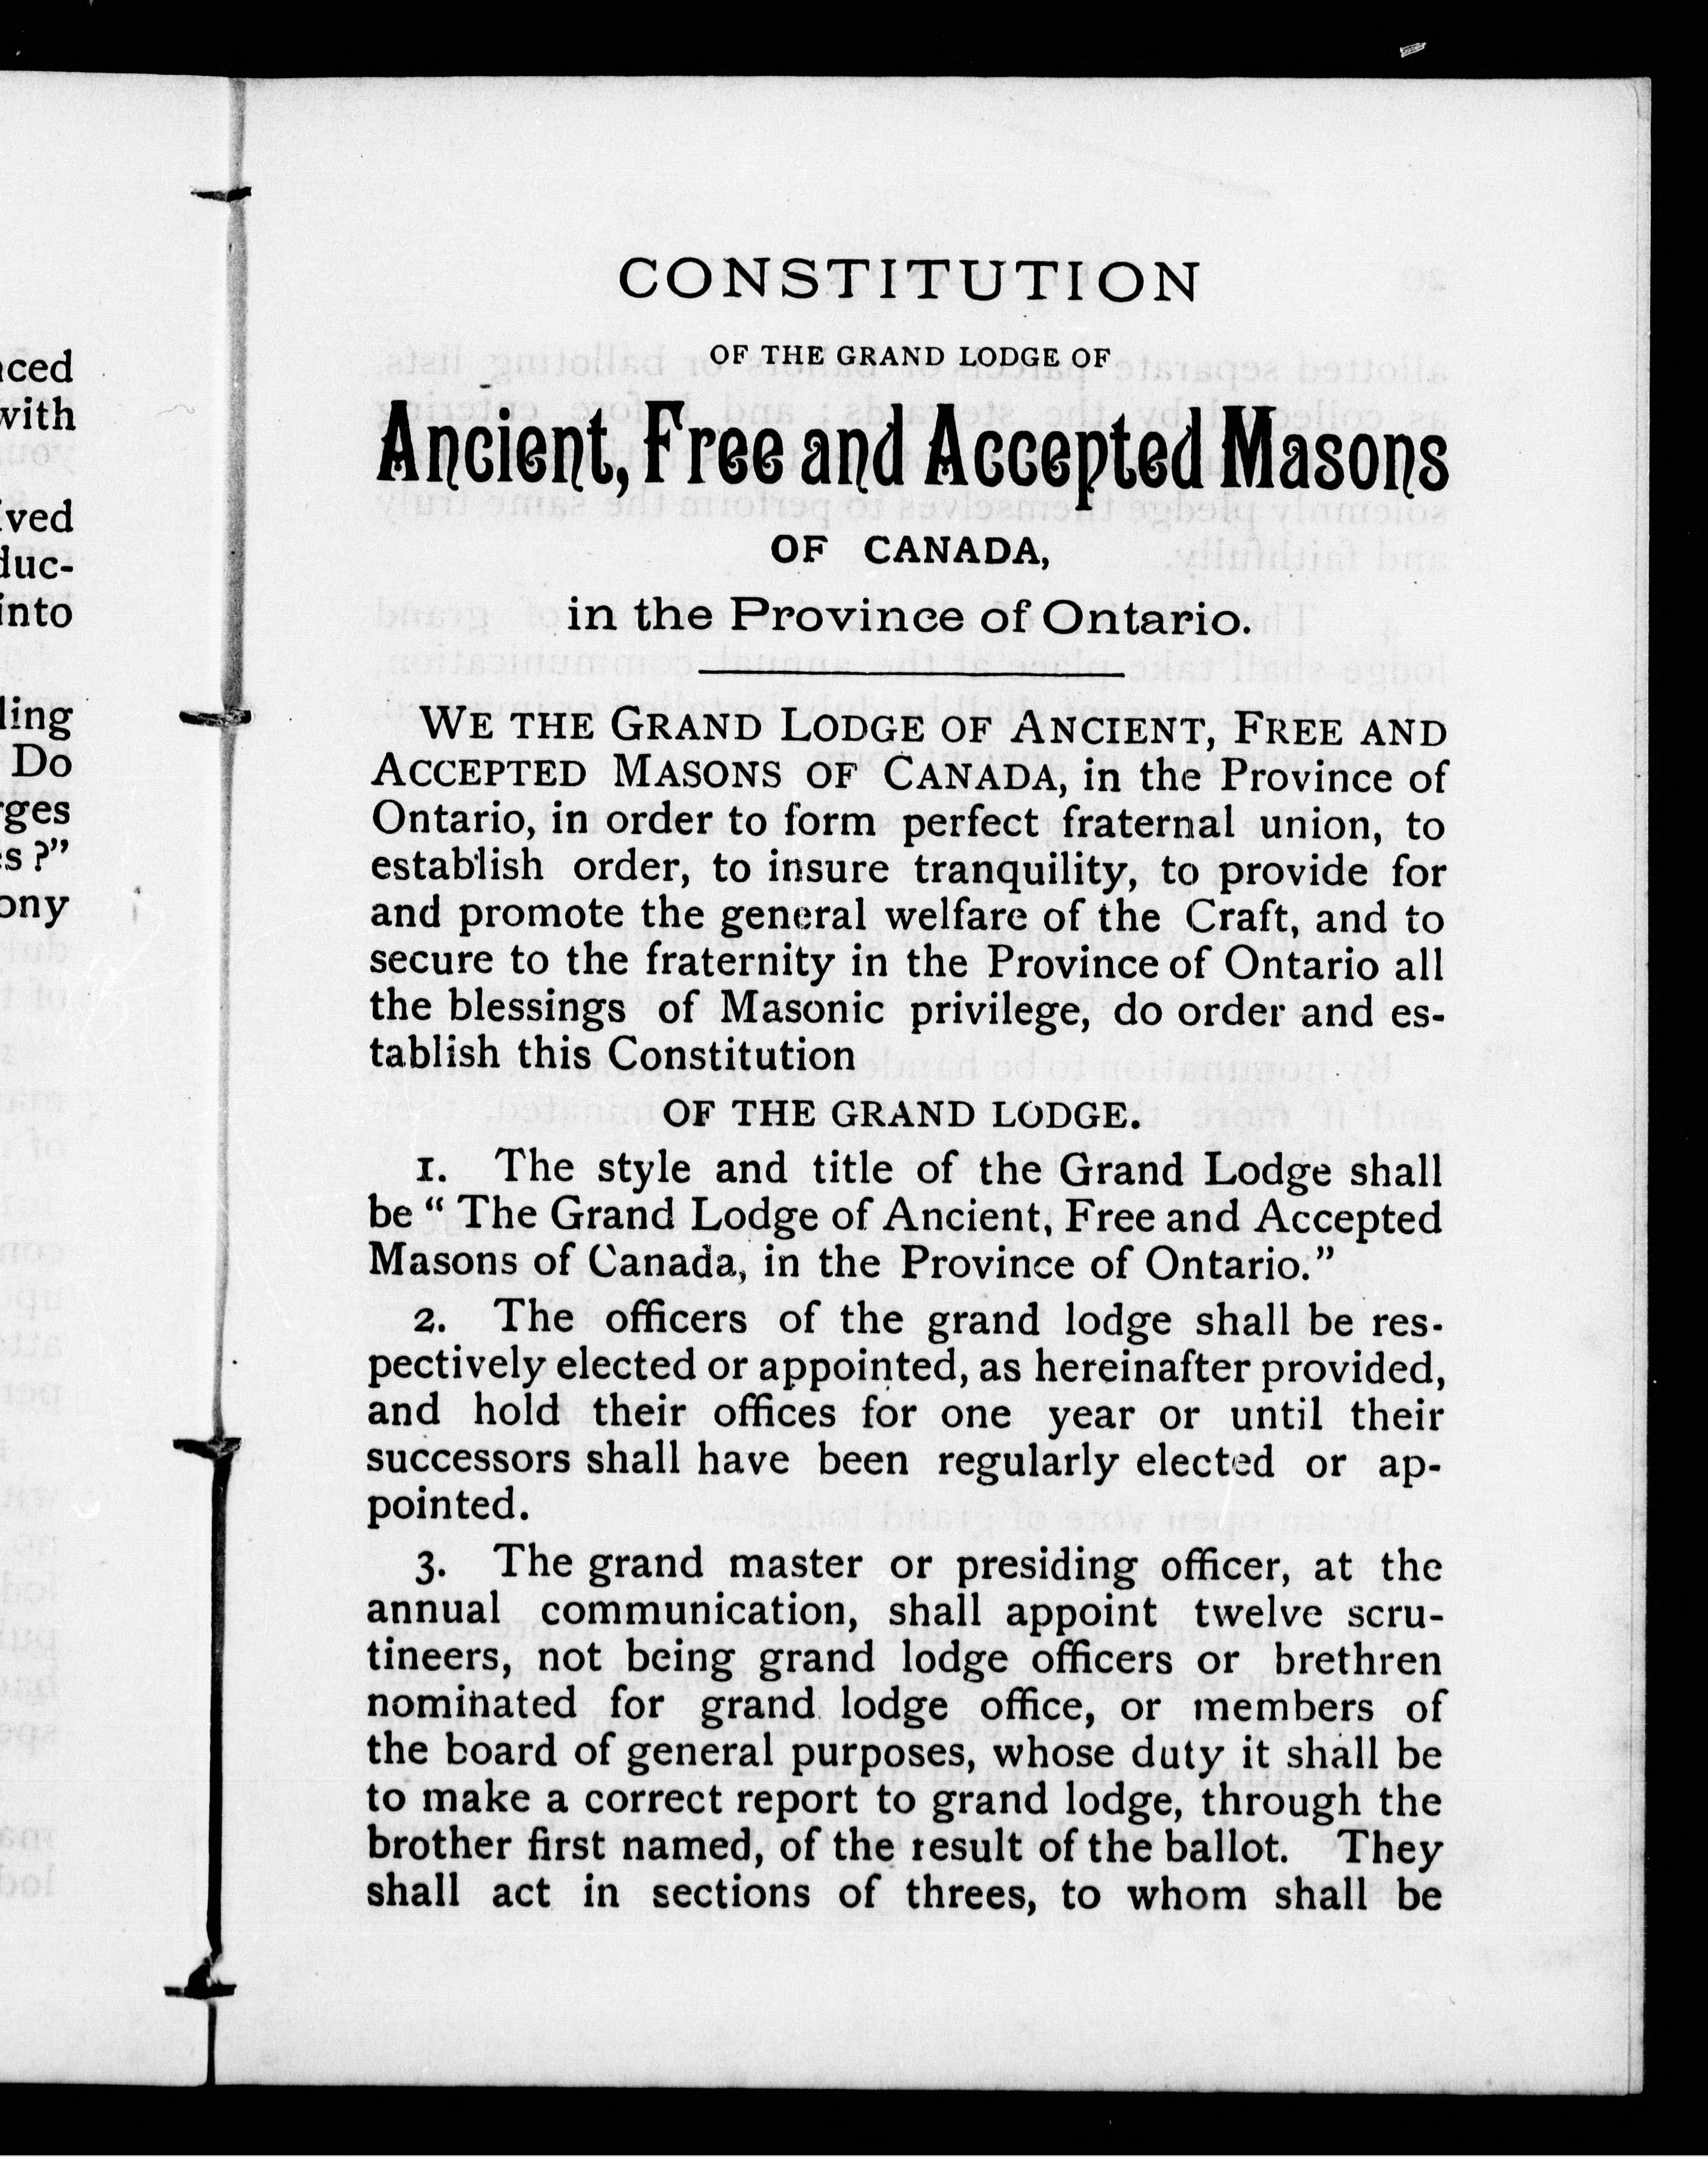 ced
with
ved
duc-
into
ling
Do
ges
s ?”
ony
CONSTITUTION
OF THE GRAND LODGE OF
Ancient, Free and Accepted Masons
OF CANADA,
in the Province of Ontario.
WE THE GRAND LODGE OF ANCIENT, FREE AND
ACCEPTED MASONS OF CANADA, in the Province of
Ontario, in order to form perfect fraternal union, to
establish order, to insure tranquility, to provide for
and promote the general welfare of the Craft, and to
secure to the fraternity in the Province of Ontario all
the blessings of Masonic privilege, do order and es-
tablish this Constitution
OF THE GRAND LODGE.
1. The style and title of the Grand Lodge shall
be “ The Grand Lodge of Ancient, Free and Accepted
Masons of Canada, in the Province of Ontario.”
2. The officers of the grand lodge shall be res-
pectively elected or appointed, as hereinafter provided,
and hold their offices for one year or until their
successors shall have been regularly elected or ap-
pointed.
3. The grand master or presiding officer, at the
annual communication, shall appoint twelve scru-
tineers, not being grand lodge officers or brethren
nominated for grand lodge office, or members of
the board of general purposes, whose duty it shall be
to make a correct report to grand lodge, through the
brother first named, of the result of the ballot. They
shall act in sections of threes, to whom shall be